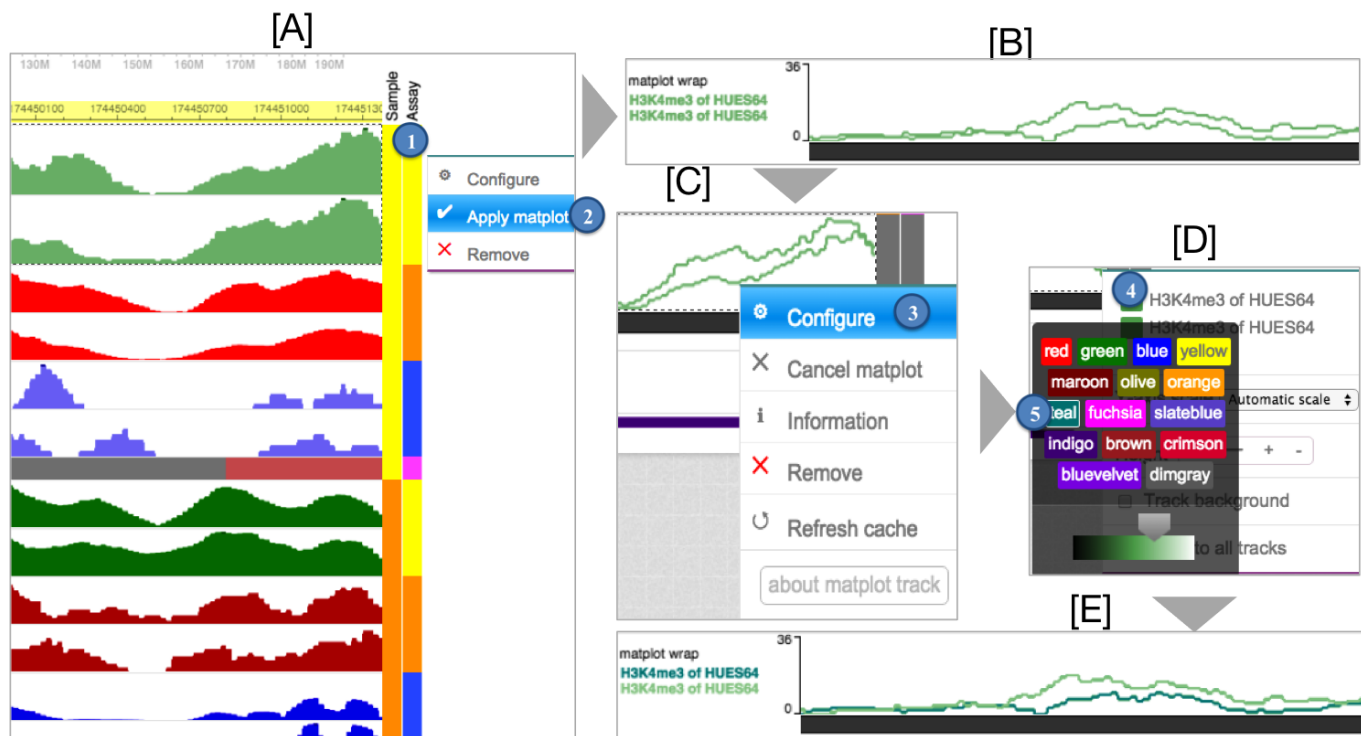 [A]
130M 140M 150M 160M 170M 180M 190M
174450100 174450400 174450700 174451000
Sample
Assay
1
Configure
Apply matplot
2
Remove
[B]
36
0
matplot wrap
H3K4me3 of HUES64
H3K4me3 of HUES64
[C]
Configure
3
Cancel matplot
Information
Remove
Refresh cache
about matplot track
[D]
4
H3K4me3 of HUES64
H3K4me3 of HUES64
red green blue yellow
maroon olive orange
5 teal fuchsia slateblue
Automatic scale
indigo brown crimson
+ -
bluevelvet dimgray
Track background
to all tracks
[E]
36
0
matplot wrap
H3K4me3 of HUES64
H3K4me3 of HUES64